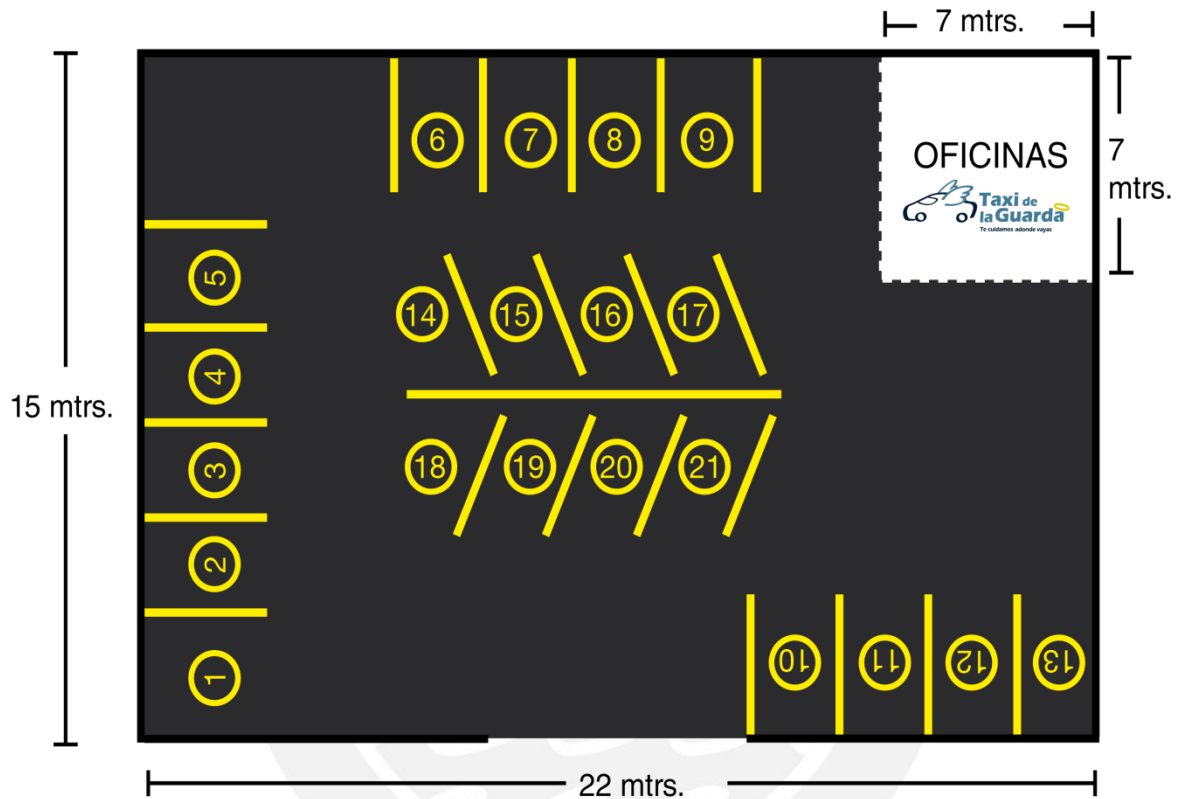 7 mtrs.
6
7
8
9
OFICINAS
Taxi de
la Guarda
Te cuidamos adonde vayas
7
mtrs.
5
4
3
2
1
14
15
16
17
15 mtrs.
18
19
20
21
10
11
12
13
22 mtrs.